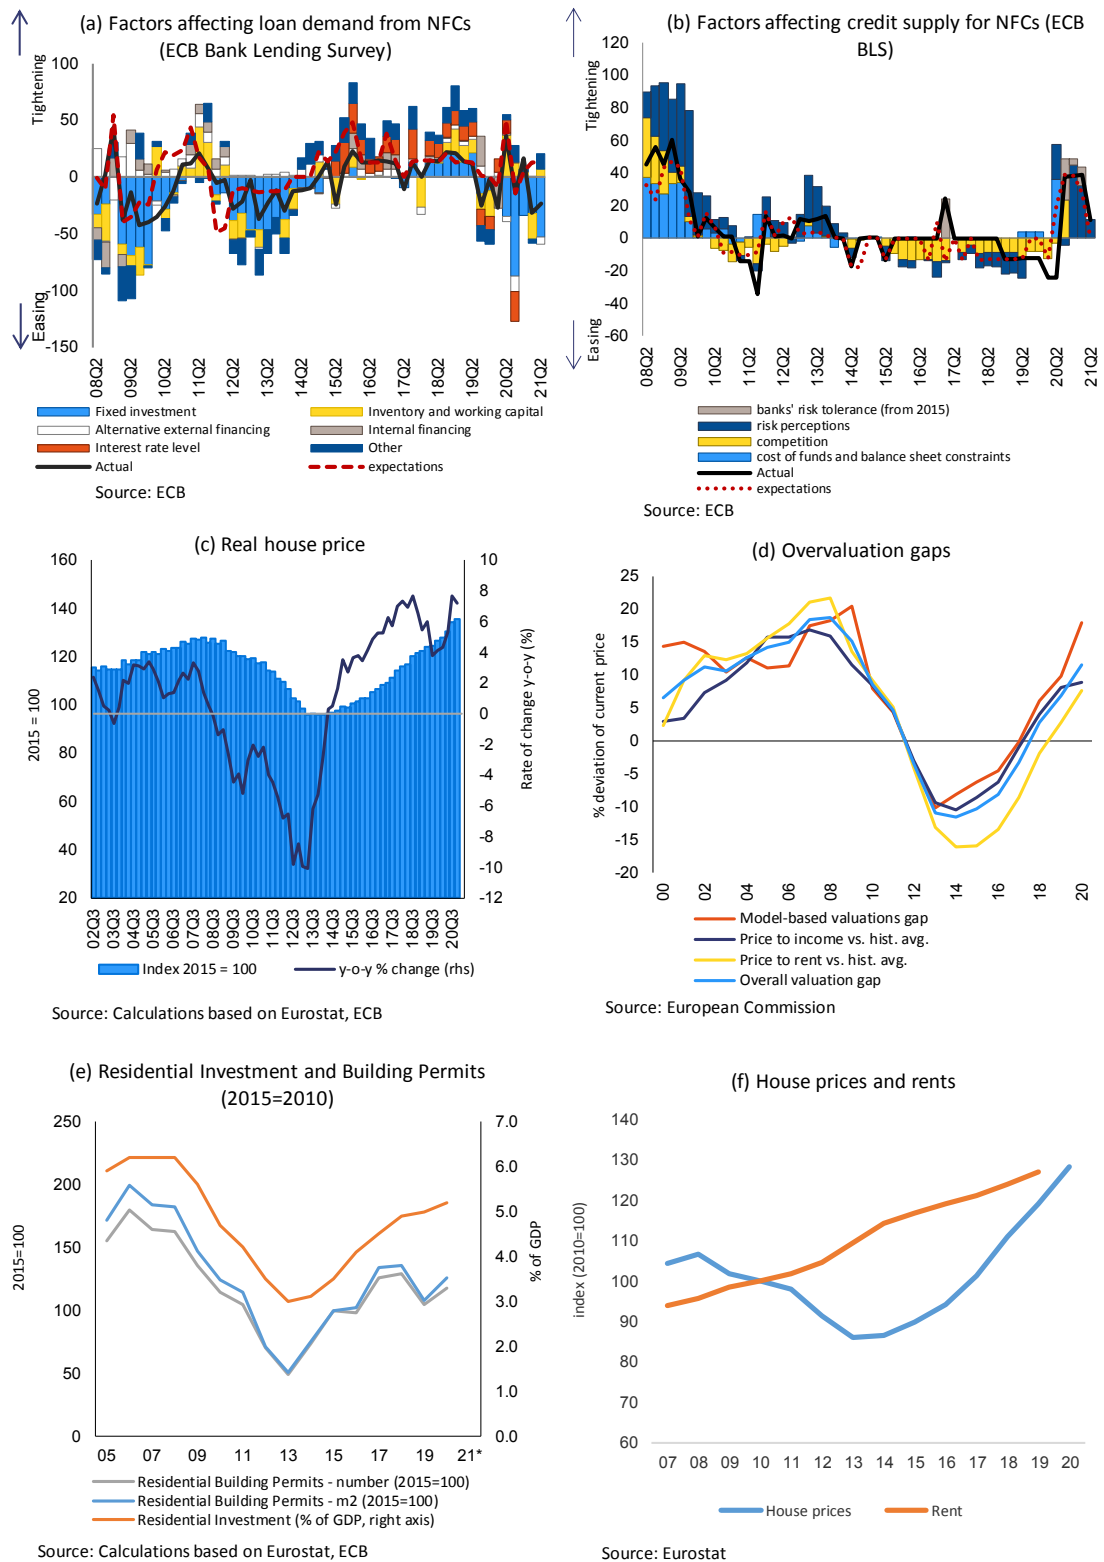 (a) Factors affecting loan demand from NFCs
(ECB Bank Lending Survey)
Tightening
Easing
100
50
0
-50
-100
-150
08Q2
09Q2
10Q2
11Q2
12Q2
13Q2
14Q2
15Q2
16Q2
17Q2
18Q2
19Q2
20Q2
21Q2
Fixed investment
Inventory and working capital
Alternative external financing
Internal financing
Interest rate level
Other
Actual
expectations
Source: ECB
(b) Factors affecting credit supply for NFCs (ECB
BLS)
Tightening
Easing
120
100
80
60
40
20
0
-20
-40
-60
08Q2
09Q2
10Q2
11Q2
12Q2
13Q2
14Q2
15Q2
16Q2
17Q2
18Q2
19Q2
20Q2
21Q2
banks' risk tolerance (from 2015)
risk perceptions
competition
cost of funds and balance sheet constraints
Actual
expectations
Source: ECB
(c) Real house price
2015 = 100
160
140
120
100
80
60
40
20
10
8
6
4
2
0
-2
-4
-6
-8
-10
-12
Rate of change y-o-y (%)
02Q3
03Q3
04Q3
05Q3
06Q3
07Q3
08Q3
09Q3
10Q3
11Q3
12Q3
13Q3
14Q3
15Q3
16Q3
17Q3
18Q3
19Q3
20Q3
Index 2015 = 100
y-o-y % change (rhs)
Source: Calculations based on Eurostat, ECB
(d) Overvaluation gaps
% deviation of current price
25
20
15
10
5
0
-5
-10
-15
-20
00
02
04
06
08
10
12
14
16
18
20
Model-based valuations gap
Price to income vs. hist. avg.
Price to rent vs. hist. avg.
Overall valuation gap
Source: European Commission
(e) Residential Investment and Building Permits
(2015=2010)
2015=100
250
200
150
100
50
0
7.0
6.0
5.0
4.0
3.0
2.0
1.0
0.0
% of GDP
05
07
09
11
13
15
17
19
21*
Residential Building Permits - number (2015=100)
Residential Building Permits - m2 (2015=100)
Residential Investment (% of GDP, right axis)
Source: Calculations based on Eurostat, ECB
(f) House prices and rents
index (2010=100)
140
130
120
110
100
90
80
70
60
07
08
09
10
11
12
13
14
15
16
17
18
19
20
House prices
Rent
Source: Eurostat